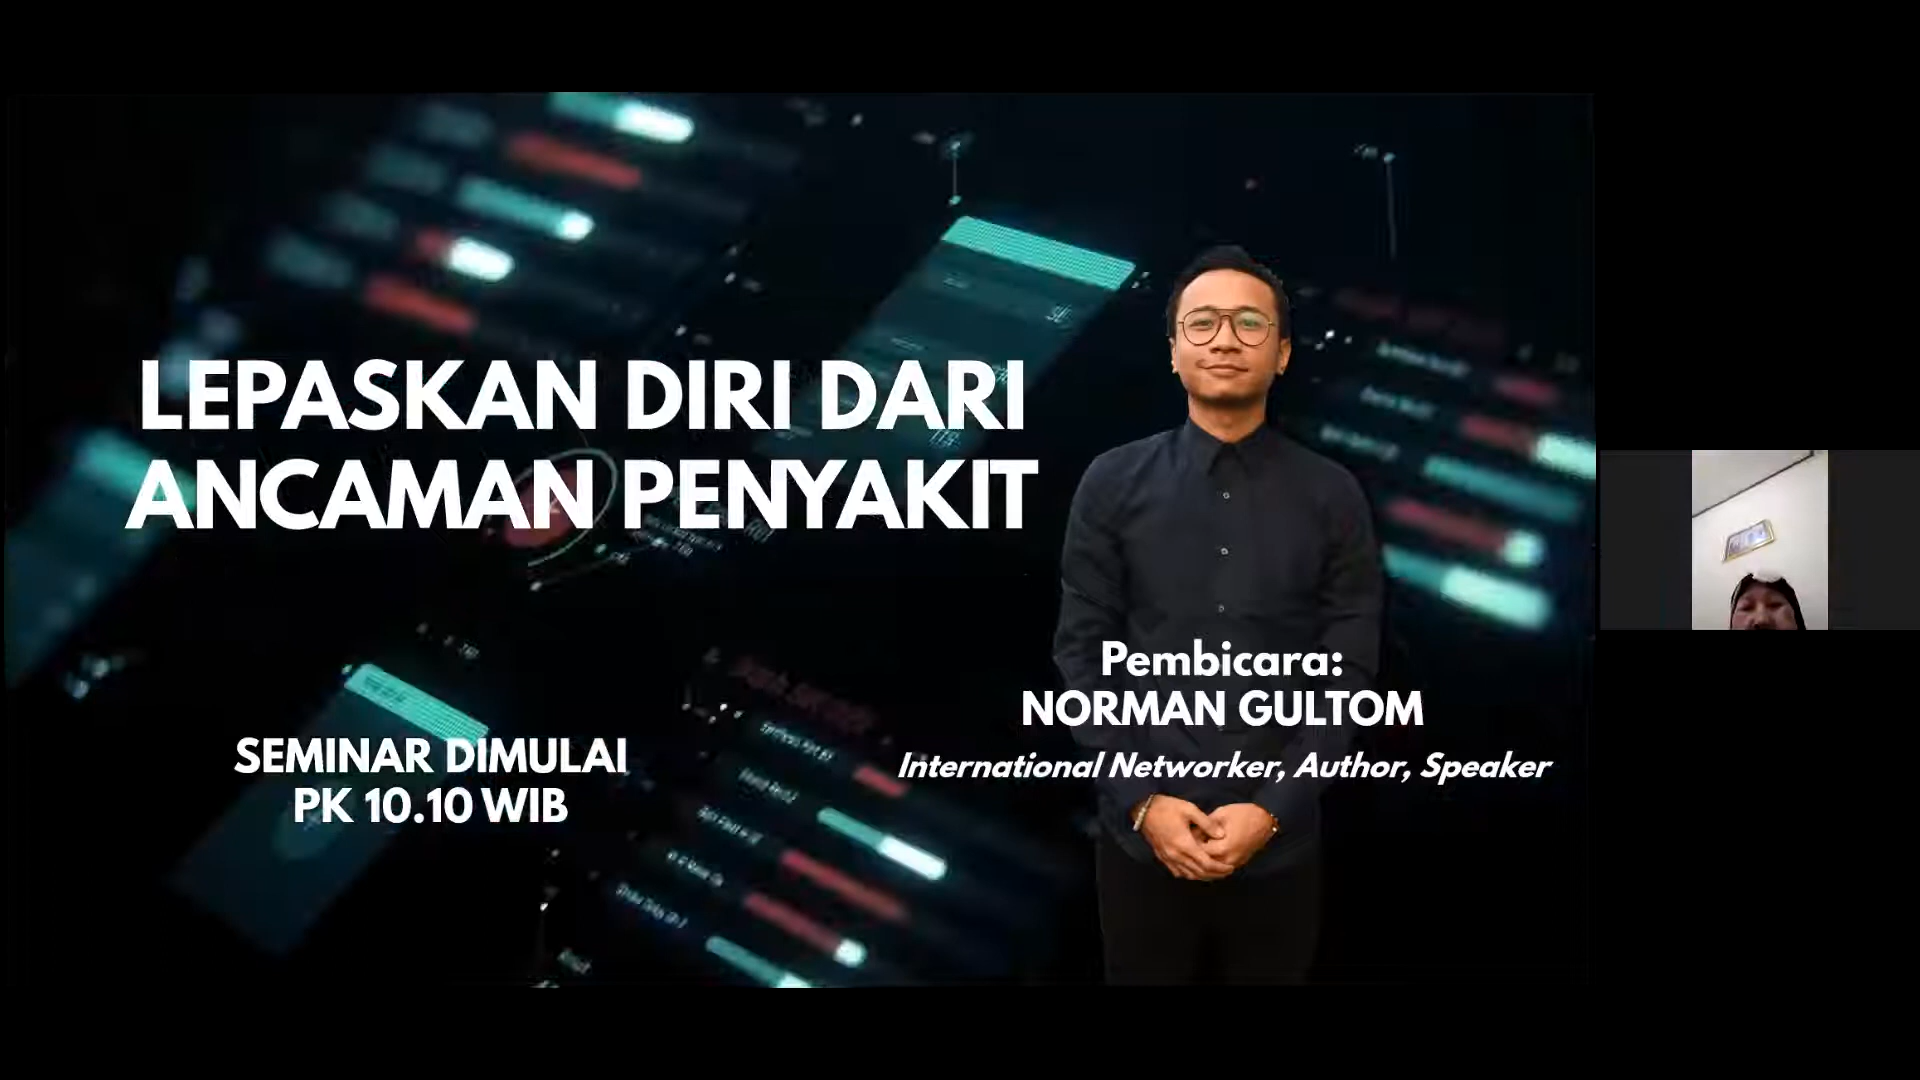 LEPASKAN DIRI DARI
ANCAMAN PENYAKIT
Pembicara:
NORMAN GULTOM
International Networker, Author, Speaker
SEMINAR DIMULAI
PK 10.10 WIB